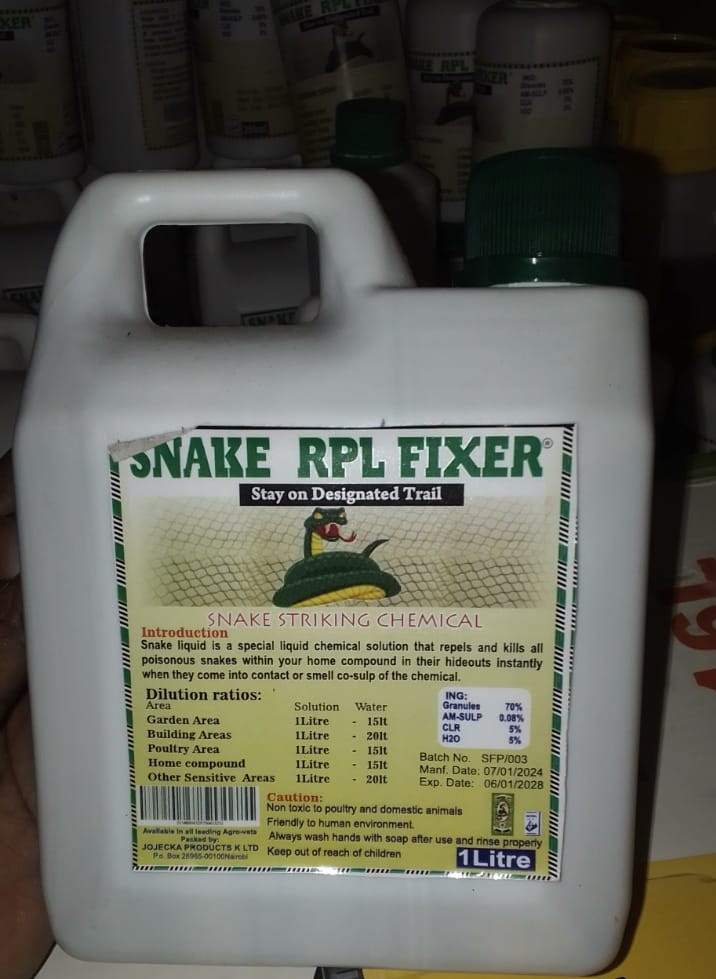 SNAKE RPL FIXER®
Stay on Designated Trail
SNAKE STRIKING CHEMICAL
Introduction
Snake liquid is a special liquid chemical solution that repels and kills all
poisonous snakes within your home compound in their hideouts instantly
when they come into contact or smell co-sulp of the chemical.
Dilution ratios:
Area Solution Water
Garden Area 1Litre - 15lt
Building Areas 1Litre - 20lt
Poultry Area 1Litre - 15lt
Home compound 1Litre - 15lt
Other Sensitive Areas 1Litre - 20lt
ING:
Granules 70%
AM-SULP 0.08%
CLR 5%
H2O 5%
Batch No. SFP/003
Manf. Date: 07/01/2024
Exp. Date: 06/01/2028
Caution:
Non toxic to poultry and domestic animals
Friendly to human environment.
Always wash hands with soap after use and rinse properly
Keep out of reach of children
1Litre
Available in all leading Agro-vets
Packed by:
JOJECKA PRODUCTS K LTD
P.o. Box 25955-00100Nairobi